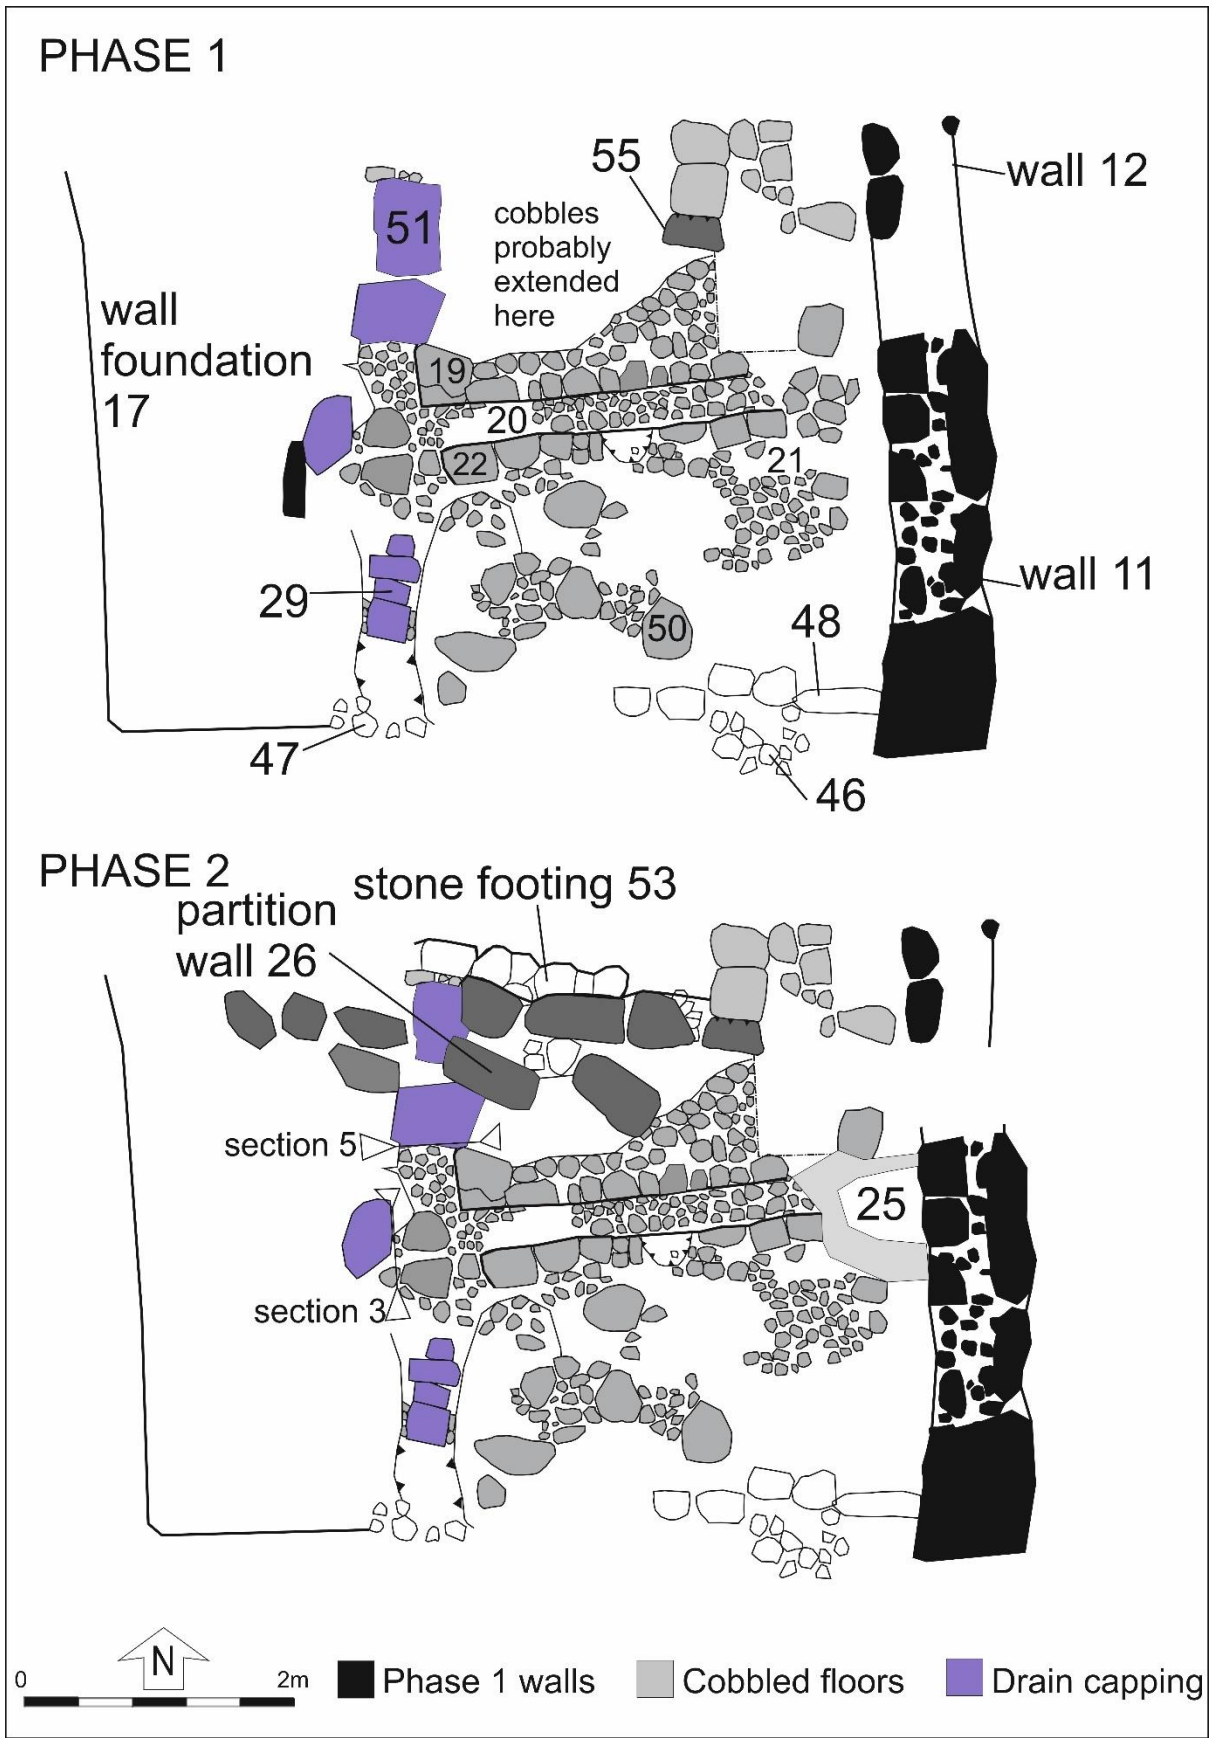 PHASE 1
55
wall 12
51
cobbles
probably
extended
here
wall
foundation
17
19
20
22
21
29
50
48
wall 11
47
46
PHASE 2
stone footing 53
partition
wall 26
section 5
25
section 3
N
0
2m
Phase 1 walls
Cobbled floors
Drain capping